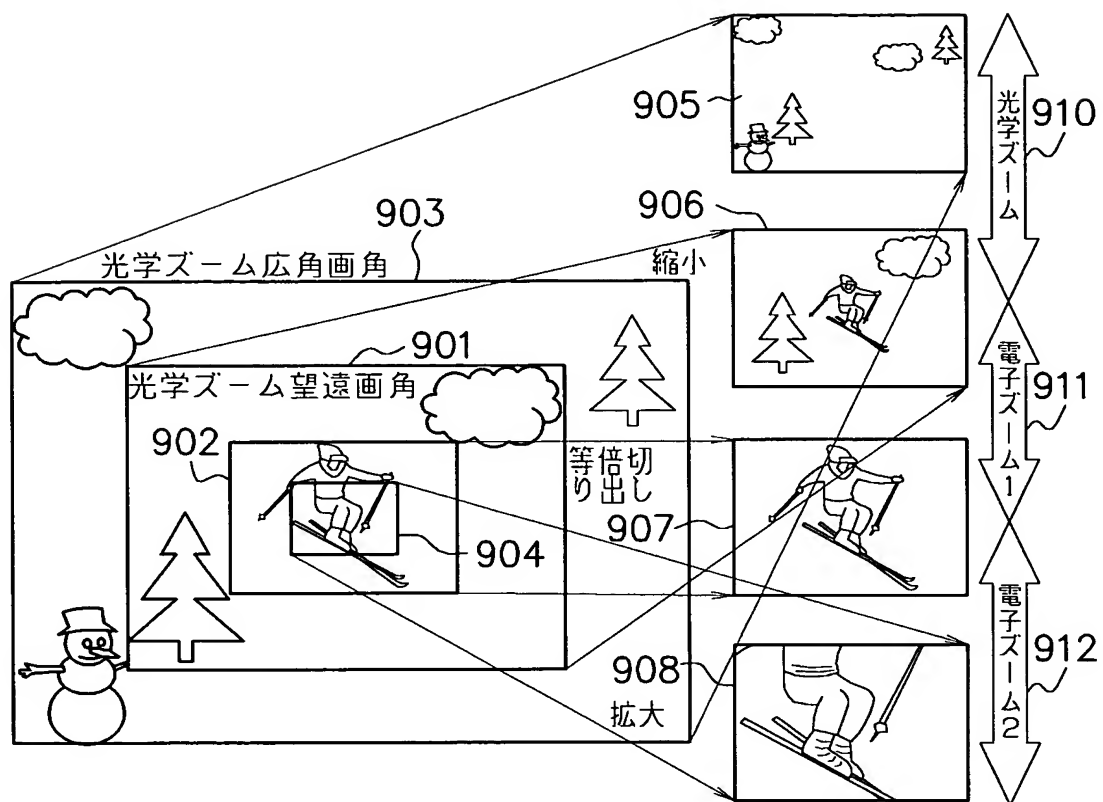 903
光学ズーム広角画角
901
光学ズーム望遠画角
902
904
縮小
等倍切
り出し
拡大
905
906
907
908
光学ズーム
910
電子ズーム1
911
電子ズーム2
912